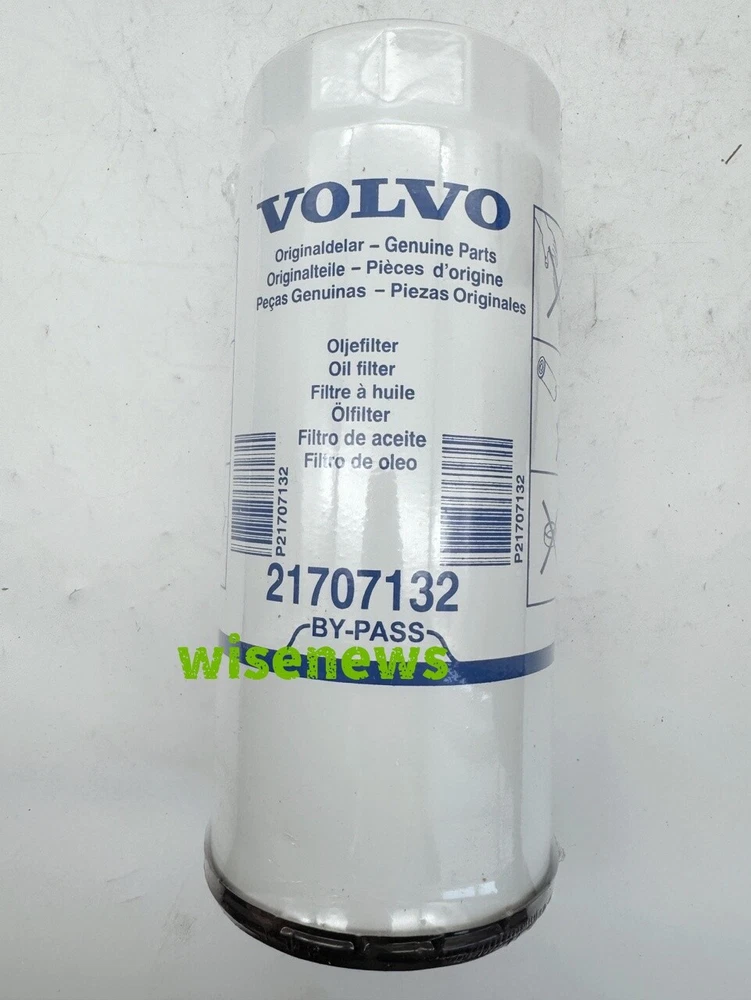 VOLVO
Originaldelar – Genuine Parts
Originalteile – Pièces d'origine
Peças Genuinas – Piezas Originales
Oljefilter
Oil filter
Filtre à huile
Ölfilter
Filtro de aceite
Filtro de oleo
P21707132
P21707132
21707132
BY-PASS
wisenews